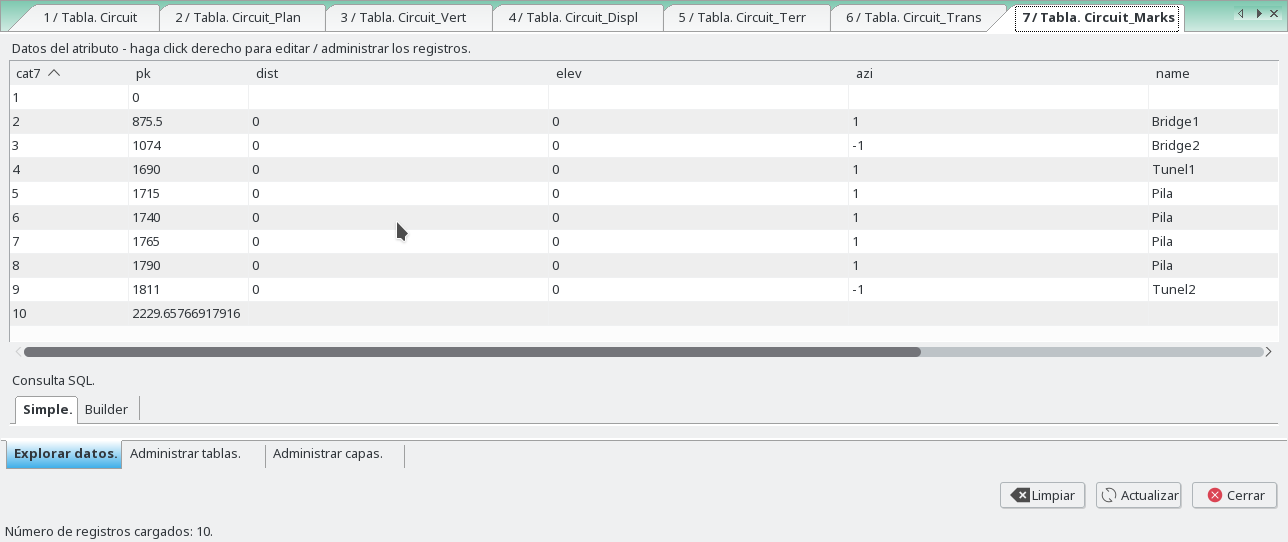 1 / Tabla. Circuit 2 / Tabla. Circuit_Plan 3 / Tabla. Circuit_Vert 4 / Tabla. Circuit_Displ 5 / Tabla. Circuit_Terr 6 / Tabla. Circuit_Trans 7 / Tabla. Circuit_Marks
Datos del atributo - haga click derecho para editar / administrar los registros.
cat7 pk dist elev azi name
1 0
2 875.5 0 0 1 Bridge1
3 1074 0 0 -1 Bridge2
4 1690 0 0 1 Tunel1
5 1715 0 0 1 Pila
6 1740 0 0 1 Pila
7 1765 0 0 1 Pila
8 1790 0 0 1 Pila
9 1811 0 0 -1 Tunel2
10 2229.65766917916
Consulta SQL.
Simple. Builder
Explorar datos. Administrar tablas. Administrar capas.
Limpiar Actualizar Cerrar
Número de registros cargados: 10.